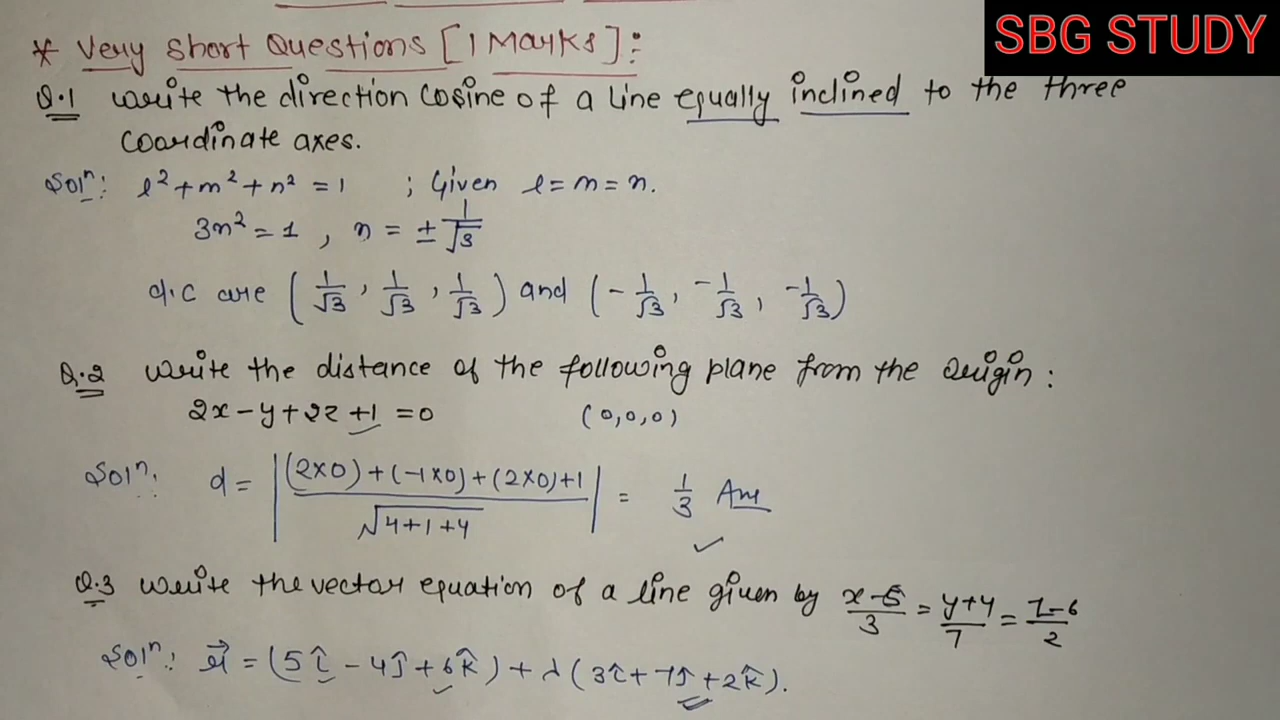 SBG STUDY
* Very Short Questions [1 Marks]:
Q.1 Write the direction Cosine of a line equally inclined to the three
coordinate axes.
Solⁿ: l² + m² + n² = 1 ; Given l = m = n.
3n² = 1 , n = ± 1/√3
d.c are (1/√3, 1/√3, 1/√3) and (-1/√3, -1/√3, -1/√3)
Q.2 Write the distance of the following plane from the origin:
2x - y + 2z + 1 = 0 (0,0,0)
Solⁿ: d = |((2×0) + (-1×0) + (2×0) + 1)/√(4+1+4)| = 1/3 Ans
Q.3 Write the vector equation of a line given by (x-5)/3 = (y+4)/7 = (z-6)/2
Solⁿ: r⃗ = (5î - 4ĵ + 6k̂) + λ(3î + 7ĵ + 2k̂).